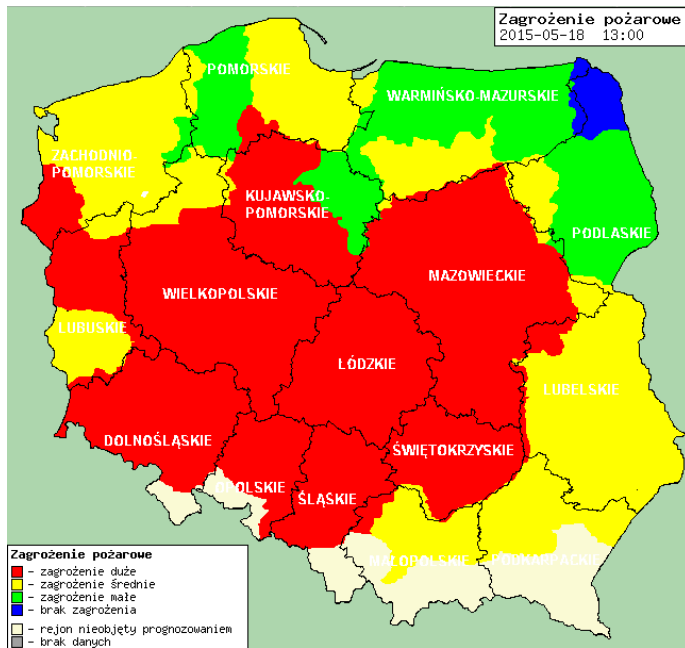 Zagrożenie pożarowe
2015-05-18 13:00
POMORSKIE
WARMIŃSKO-MAZURSKIE
ZACHODNIO-
POMORSKIE
KUJAWSKO-
POMORSKIE
PODLASKIE
MAZOWIECKIE
WIELKOPOLSKIE
LUBUSKIE
ŁÓDZKIE
LUBELSKIE
DOLNOŚLĄSKIE
ŚWIĘTOKRZYSKIE
OPOLSKIE
ŚLĄSKIE
MAŁOPOLSKIE
PODKARPACKIE
Zagrożenie pożarowe
- zagrożenie duże
- zagrożenie średnie
- zagrożenie małe
- brak zagrożenia
- rejon nieobjęty prognozowaniem
- brak danych